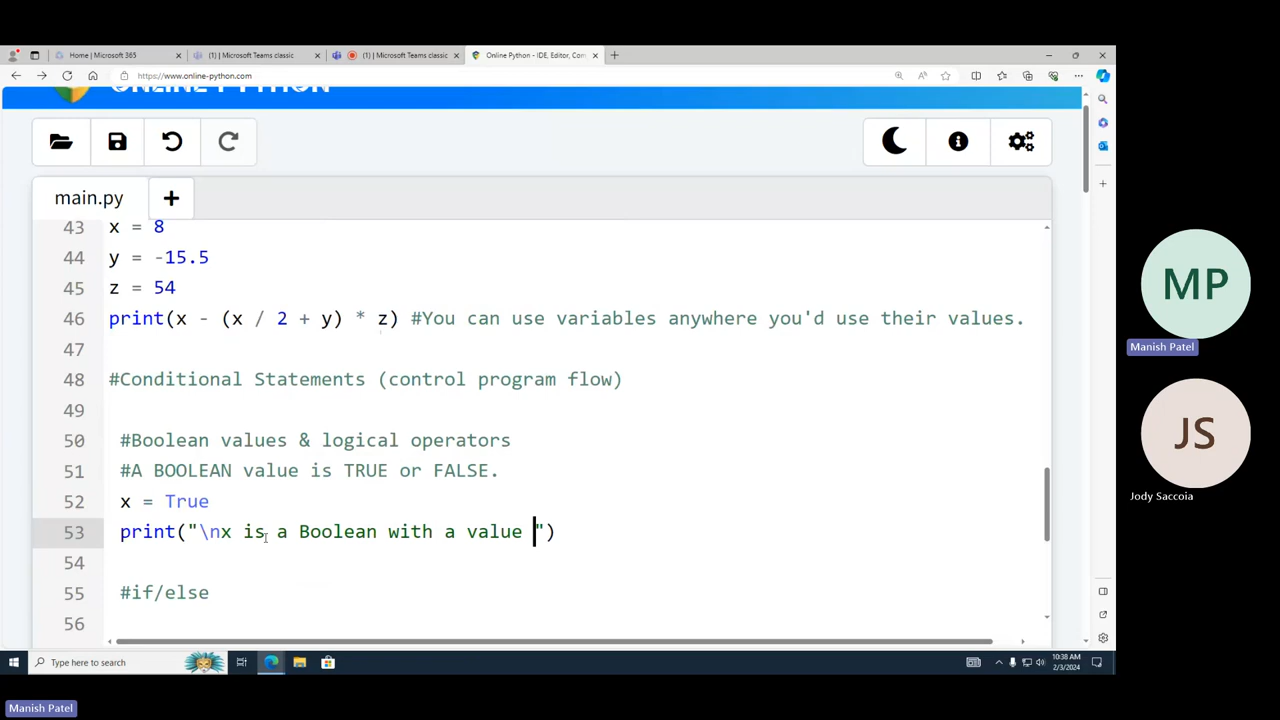 Home | Microsoft 365
(1) | Microsoft Teams classic
(1) | Microsoft Teams classic
Online Python - IDE, Editor, Com
https://www.online-python.com
ONLINE PYTHON
main.py
43 x = 8
44 y = -15.5
45 z = 54
46 print(x - (x / 2 + y) * z) #You can use variables anywhere you'd use their values.
47
48 #Conditional Statements (control program flow)
49
50 #Boolean values & logical operators
51 #A BOOLEAN value is TRUE or FALSE.
52 x = True
53 print("\nx is a Boolean with a value ")
54
55 #if/else
56
MP
Manish Patel
JS
Jody Saccoia
Type here to search
10:38 AM
2/3/2024
Manish Patel